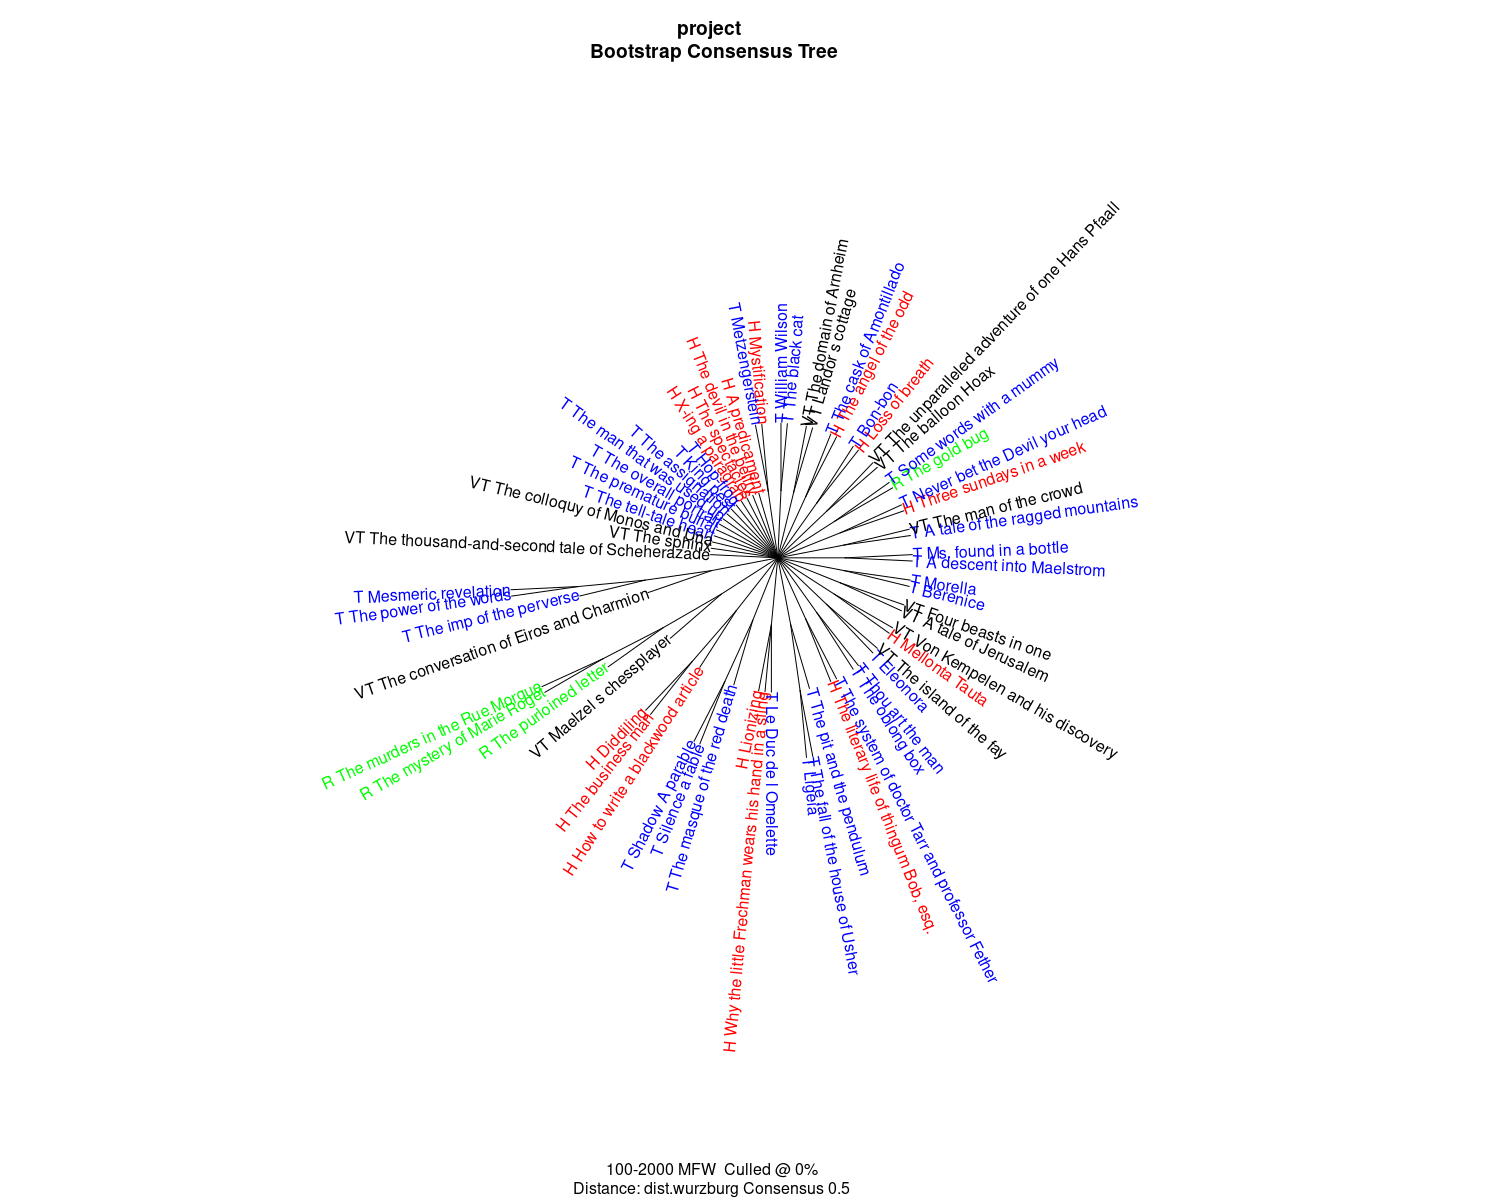 project
Bootstrap Consensus Tree
T William Wilson
T The black cat
VT The domain of Arnheim
VT Landor s cottage
T The cask of Amontillado
H The angel of the odd
T Bon-bon
H Loss of breath
VT The unparalleled adventure of one Hans Pfaall
VT The balloon Hoax
T Some words with a mummy
R The gold bug
T Never bet the Devil your head
H Three sundays in a week
VT The man of the crowd
T A tale of the ragged mountains
T Ms. found in a bottle
T A descent into Maelstrom
T Morella
T Berenice
VT Four beasts in one
VT A tale of Jerusalem
VT Von Kempelen and his discovery
H Mellonta Tauta
VT The island of the fay
T Eleonora
T Thou art the man
T The oblong box
T The system of doctor Tarr and professor Fether
H The literary life of thingum Bob, esq.
T The pit and the pendulum
T The fall of the house of Usher
T Ligeia
T Le Duc de l Omelette
H Why the little Frechman wears his hand in a sling
H Lionizing
T The masque of the red death
T Silence a fable
T Shadow A parable
H How to write a blackwood article
H The business man
H Diddiling
VT Maelzel s chessplayer
R The purloined letter
R The mystery of Marie Roget
R The murders in the Rue Morgue
VT The conversation of Eiros and Charmion
T The imp of the perverse
T The power of the words
T Mesmeric revelation
VT The thousand-and-second tale of Scheherazade
VT The sphinx
VT The colloquy of Monos and Una
T The tell-tale heart
T The premature burial
T The overall
T The man that was used
T The assignation
T King
T Hop
H X-ing a paragrab
H The spectacles
H The devil in the belfry
H A predicament
T Metzengerstein
H Mystification
100-2000 MFW Culled @ 0%
Distance: dist.wurzburg Consensus 0.5